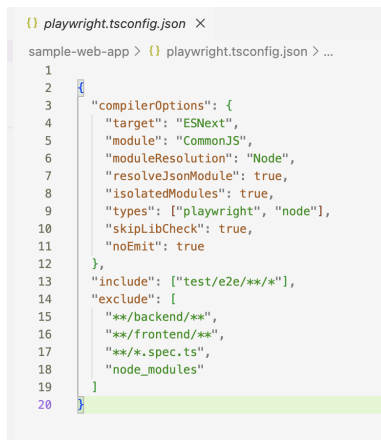 {} playwright.tsconfig.json ×
sample-web-app > {} playwright.tsconfig.json > ...
1
2 {
3   "compilerOptions": {
4     "target": "ESNext",
5     "module": "CommonJS",
6     "moduleResolution": "Node",
7     "resolveJsonModule": true,
8     "isolatedModules": true,
9     "types": ["playwright", "node"],
10     "skipLibCheck": true,
11     "noEmit": true
12   },
13   "include": ["test/e2e/**/*"],
14   "exclude": [
15     "**/backend/**",
16     "**/frontend/**",
17     "**/*.spec.ts",
18     "node_modules"
19   ]
20 }